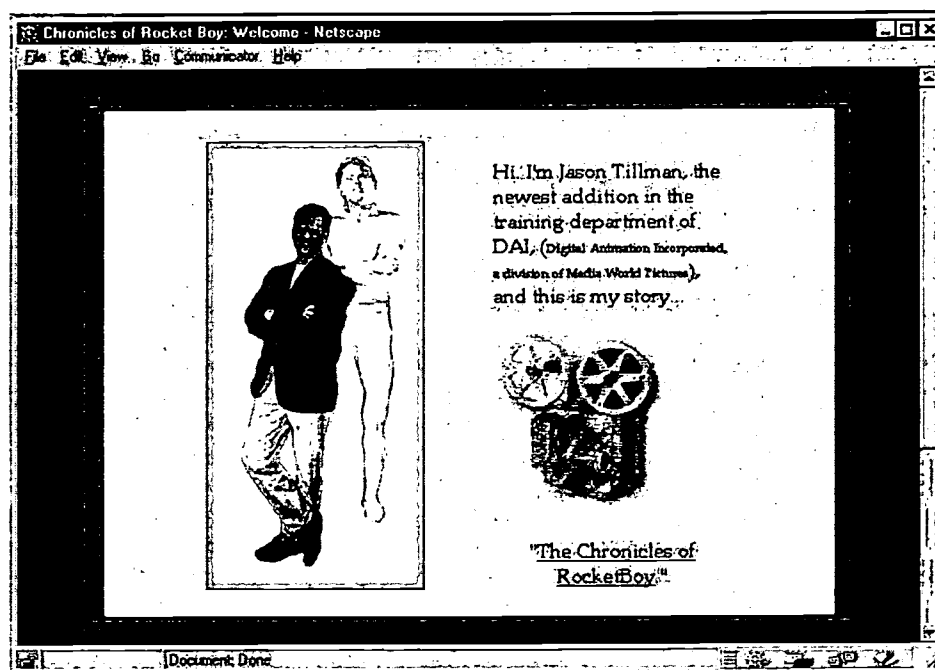 Chronicles of Rocket Boy: Welcome - Netscape
File Edit View Go Communicator Help
Hi. I'm Jason Tillman, the
newest addition in the
training department of
DAI, (Digital Animation Incorporated,
a division of Media World Pictures),
and this is my story...
"The Chronicles of
RocketBoy"
Document: Done